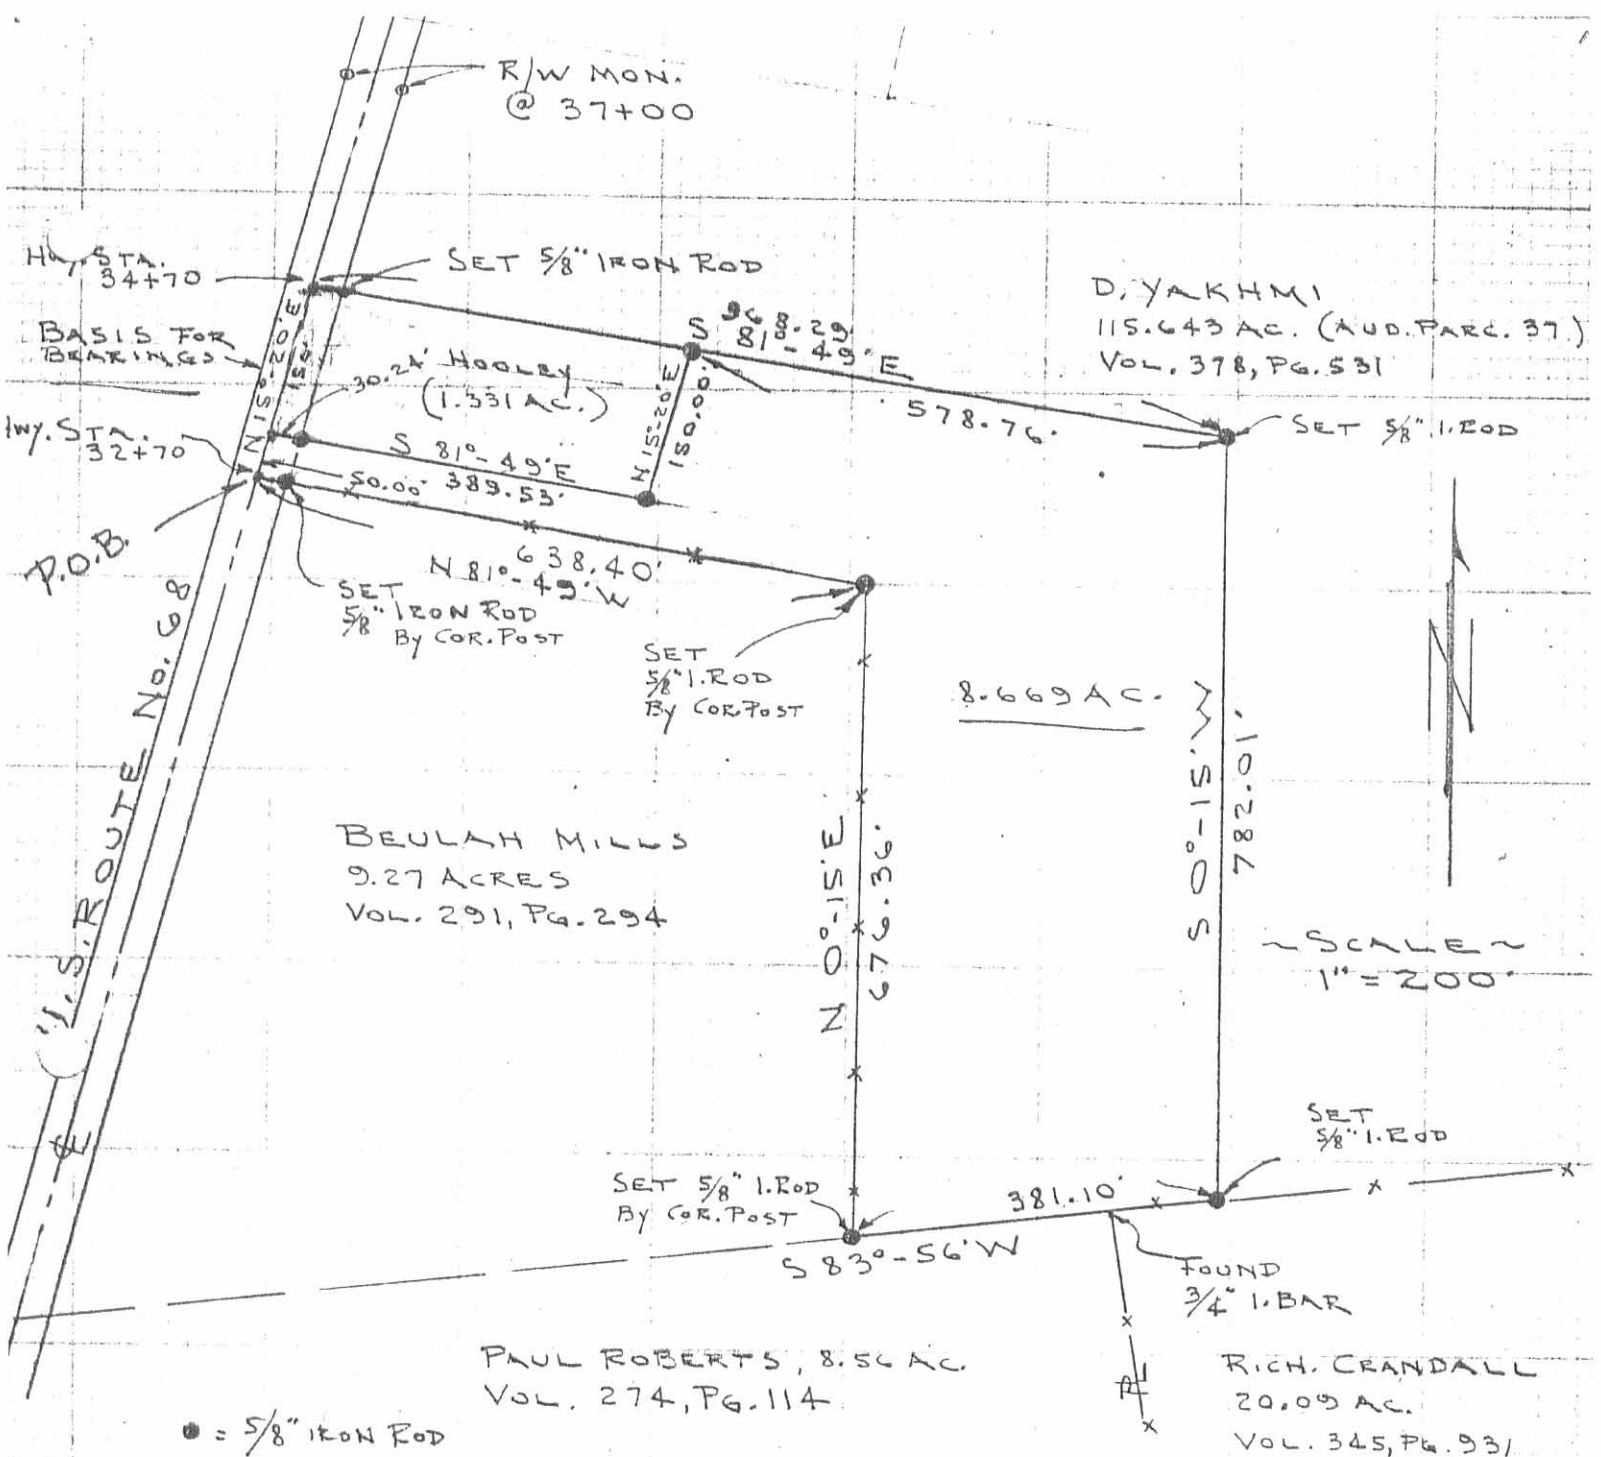 R/W MON.
@ 37+00
Hwy. STA.
34+70
SET 5/8" IRON ROD
D. YAKHMI
115.643 AC. (AUD. PARC. 37.)
VOL. 378, PG. 531
BASIS FOR
BEARINGS
N 15°-20' E
30.24'
HOOLEY
(1.331 AC.)
968.29
S 81°-49' E
578.76'
SET 5/8" I.ROD
N 15°-20' E
150.00'
Hwy. STA.
32+70
S 81°-49' E
50.00'
389.53'
P.O.B.
638.40'
N 81°-49' W
SET
5/8" IRON ROD
By COR. POST
SET
5/8" I.ROD
By COR. POST
8.669 AC.
S 0°-15' W
782.01'
N
U.S. ROUTE No. 68
BEULAH MILLS
9.27 ACRES
VOL. 291, PG. 294
N 0°-15' E
676.36'
~ SCALE ~
1" = 200'
℄
SET
5/8" I.ROD
SET 5/8" I.ROD
By COR. POST
381.10'
S 83°-56' W
FOUND
3/4" I.BAR
PL
PAUL ROBERTS, 8.56 AC.
VOL. 274, PG. 114
RICH. CRANDALL
20.09 AC.
VOL. 345, PG. 931
● = 5/8" IRON ROD